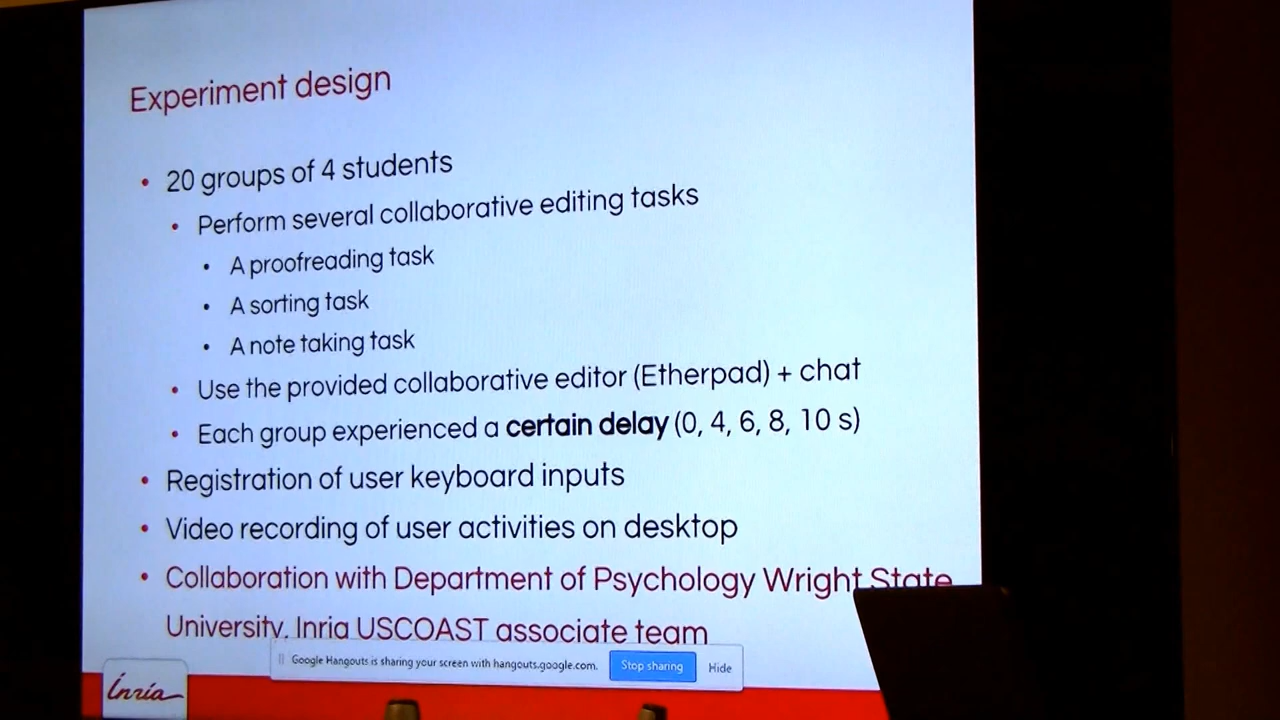 Experiment design
• 20 groups of 4 students
• Perform several collaborative editing tasks
• A proofreading task
• A sorting task
• A note taking task
• Use the provided collaborative editor (Etherpad) + chat
• Each group experienced a certain delay (0, 4, 6, 8, 10 s)
• Registration of user keyboard inputs
• Video recording of user activities on desktop
• Collaboration with Department of Psychology Wright State
University, Inria USCOAST associate team
Google Hangouts is sharing your screen with hangouts.google.com.
Stop sharing
Hide
Inria